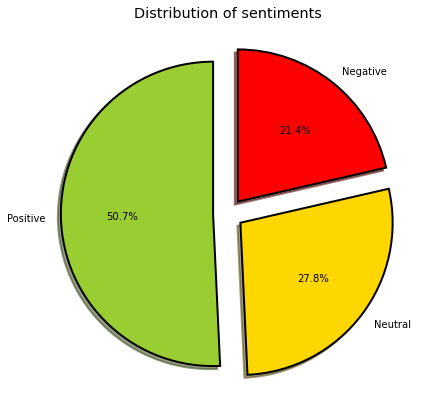 Distribution of sentiments
Negative
21.4%
Positive
50.7%
27.8%
Neutral